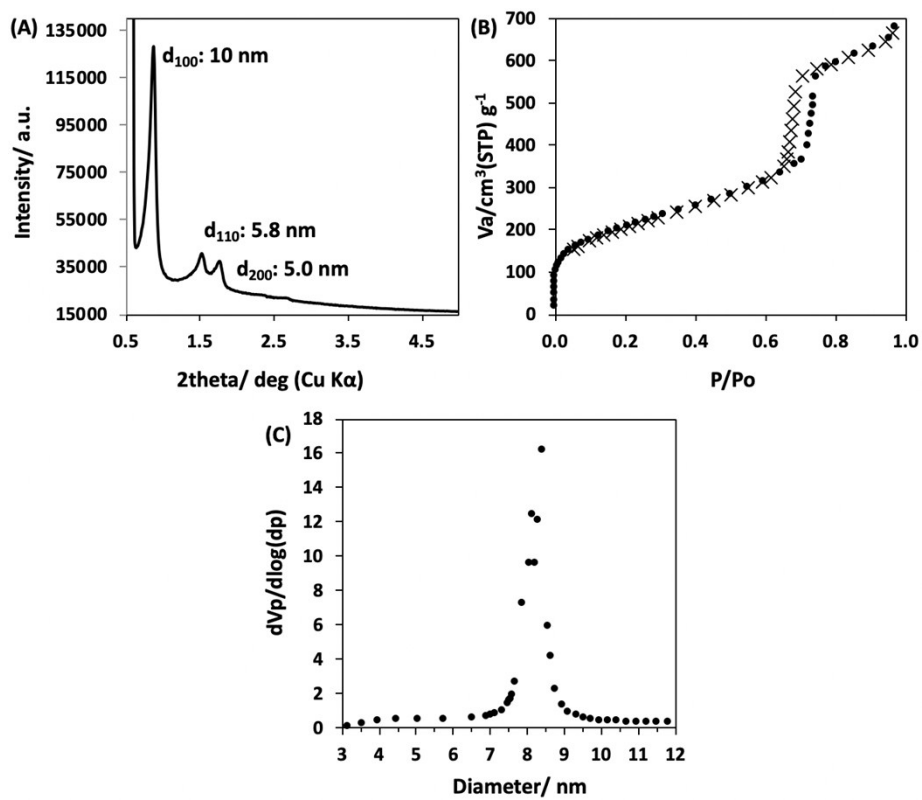 (A)
135000
115000
95000
75000
55000
35000
15000
Intensity/ a.u.
d₁₀₀: 10 nm
d₁₁₀: 5.8 nm
d₂₀₀: 5.0 nm
0.5 1.5 2.5 3.5 4.5
2theta/ deg (Cu Kα)
(B)
700
600
500
400
300
200
100
0
Va/cm³(STP) g⁻¹
0.0 0.2 0.4 0.6 0.8 1.0
P/Po
(C)
18
16
14
12
10
8
6
4
2
0
dVp/dlog(dp)
3 4 5 6 7 8 9 10 11 12
Diameter/ nm